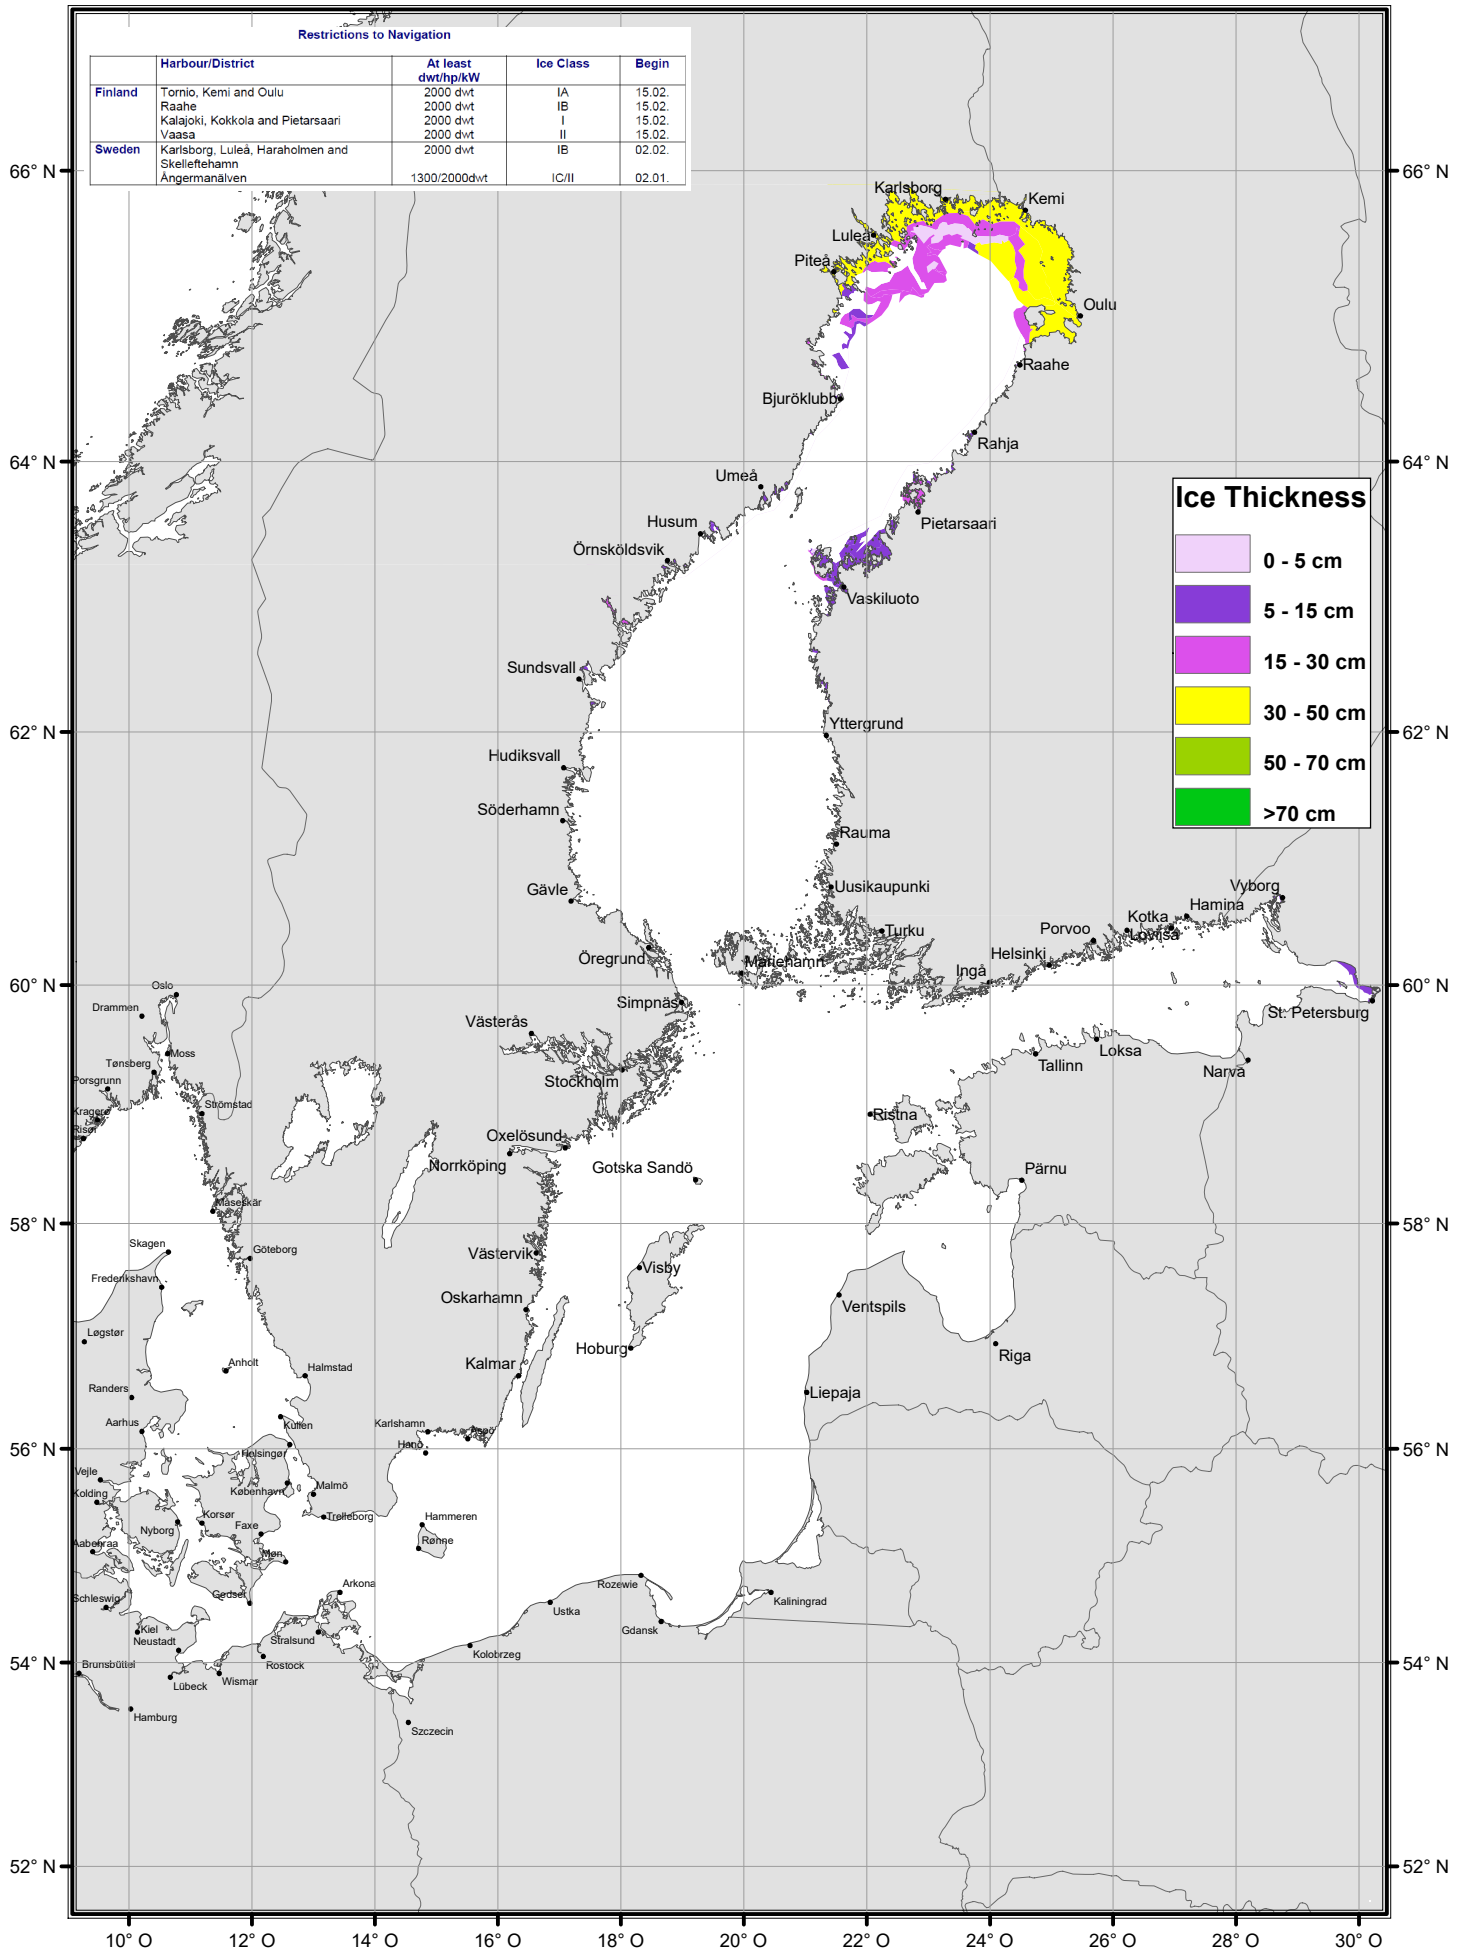 Restrictions to Navigation
Harbour/District At least dwt/hp/kW Ice Class Begin
Finland Tornio, Kemi and Oulu 2000 dwt IA 15.02.
Raahe 2000 dwt IB 15.02.
Kalajoki, Kokkola and Pietarsaari 2000 dwt I 15.02.
Vaasa 2000 dwt II 15.02.
Sweden Karlsborg, Luleå, Haraholmen and 2000 dwt IB 02.02.
Skelleftehamn
Ångermanälven 1300/2000dwt IC/II 02.01.
66° N
66° N
Karlsborg
Kemi
Luleå
Piteå
Oulu
Raahe
Bjuröklubb
Rahja
64° N
64° N
Umeå
Ice Thickness
0 - 5 cm
5 - 15 cm
15 - 30 cm
30 - 50 cm
50 - 70 cm
>70 cm
Pietarsaari
Husum
Örnsköldsvik
Vaskiluoto
Sundsvall
Yttergrund
62° N
62° N
Hudiksvall
Söderhamn
Rauma
Gävle
Uusikaupunki
Vyborg
Hamina
Kotka
Lovisa
Porvoo
Turku
Helsinki
Öregrund
Mariehamn
Ingå
60° N
60° N
Oslo
Simpnäs
St. Petersburg
Drammen
Västerås
Moss
Tønsberg
Loksa
Tallinn
Narva
Porsgrunn
Stockholm
Strömstad
Kragerø
Ristna
Risør
Oxelösund
Norrköping
Gotska Sandö
Pärnu
Måseskär
58° N
58° N
Skagen
Göteborg
Västervik
Visby
Frederikshavn
Oskarhamn
Ventspils
Løgstør
Hoburg
Riga
Anholt
Halmstad
Kalmar
Randers
Liepaja
Aarhus
Kullen
Karlshamn
Aspö
Hanö
56° N
56° N
Helsingør
Vejle
København
Malmö
Kolding
Korsør
Faxe
Trelleborg
Hammeren
Nyborg
Rønne
Aabenraa
Møn
Rozewie
Arkona
Schleswig
Gedser
Ustka
Kaliningrad
Kiel
Neustadt
Stralsund
Gdansk
Kolobrzeg
54° N
54° N
Brunsbüttel
Rostock
Lübeck
Wismar
Hamburg
Szczecin
52° N
52° N
10° O 12° O 14° O 16° O 18° O 20° O 22° O 24° O 26° O 28° O 30° O